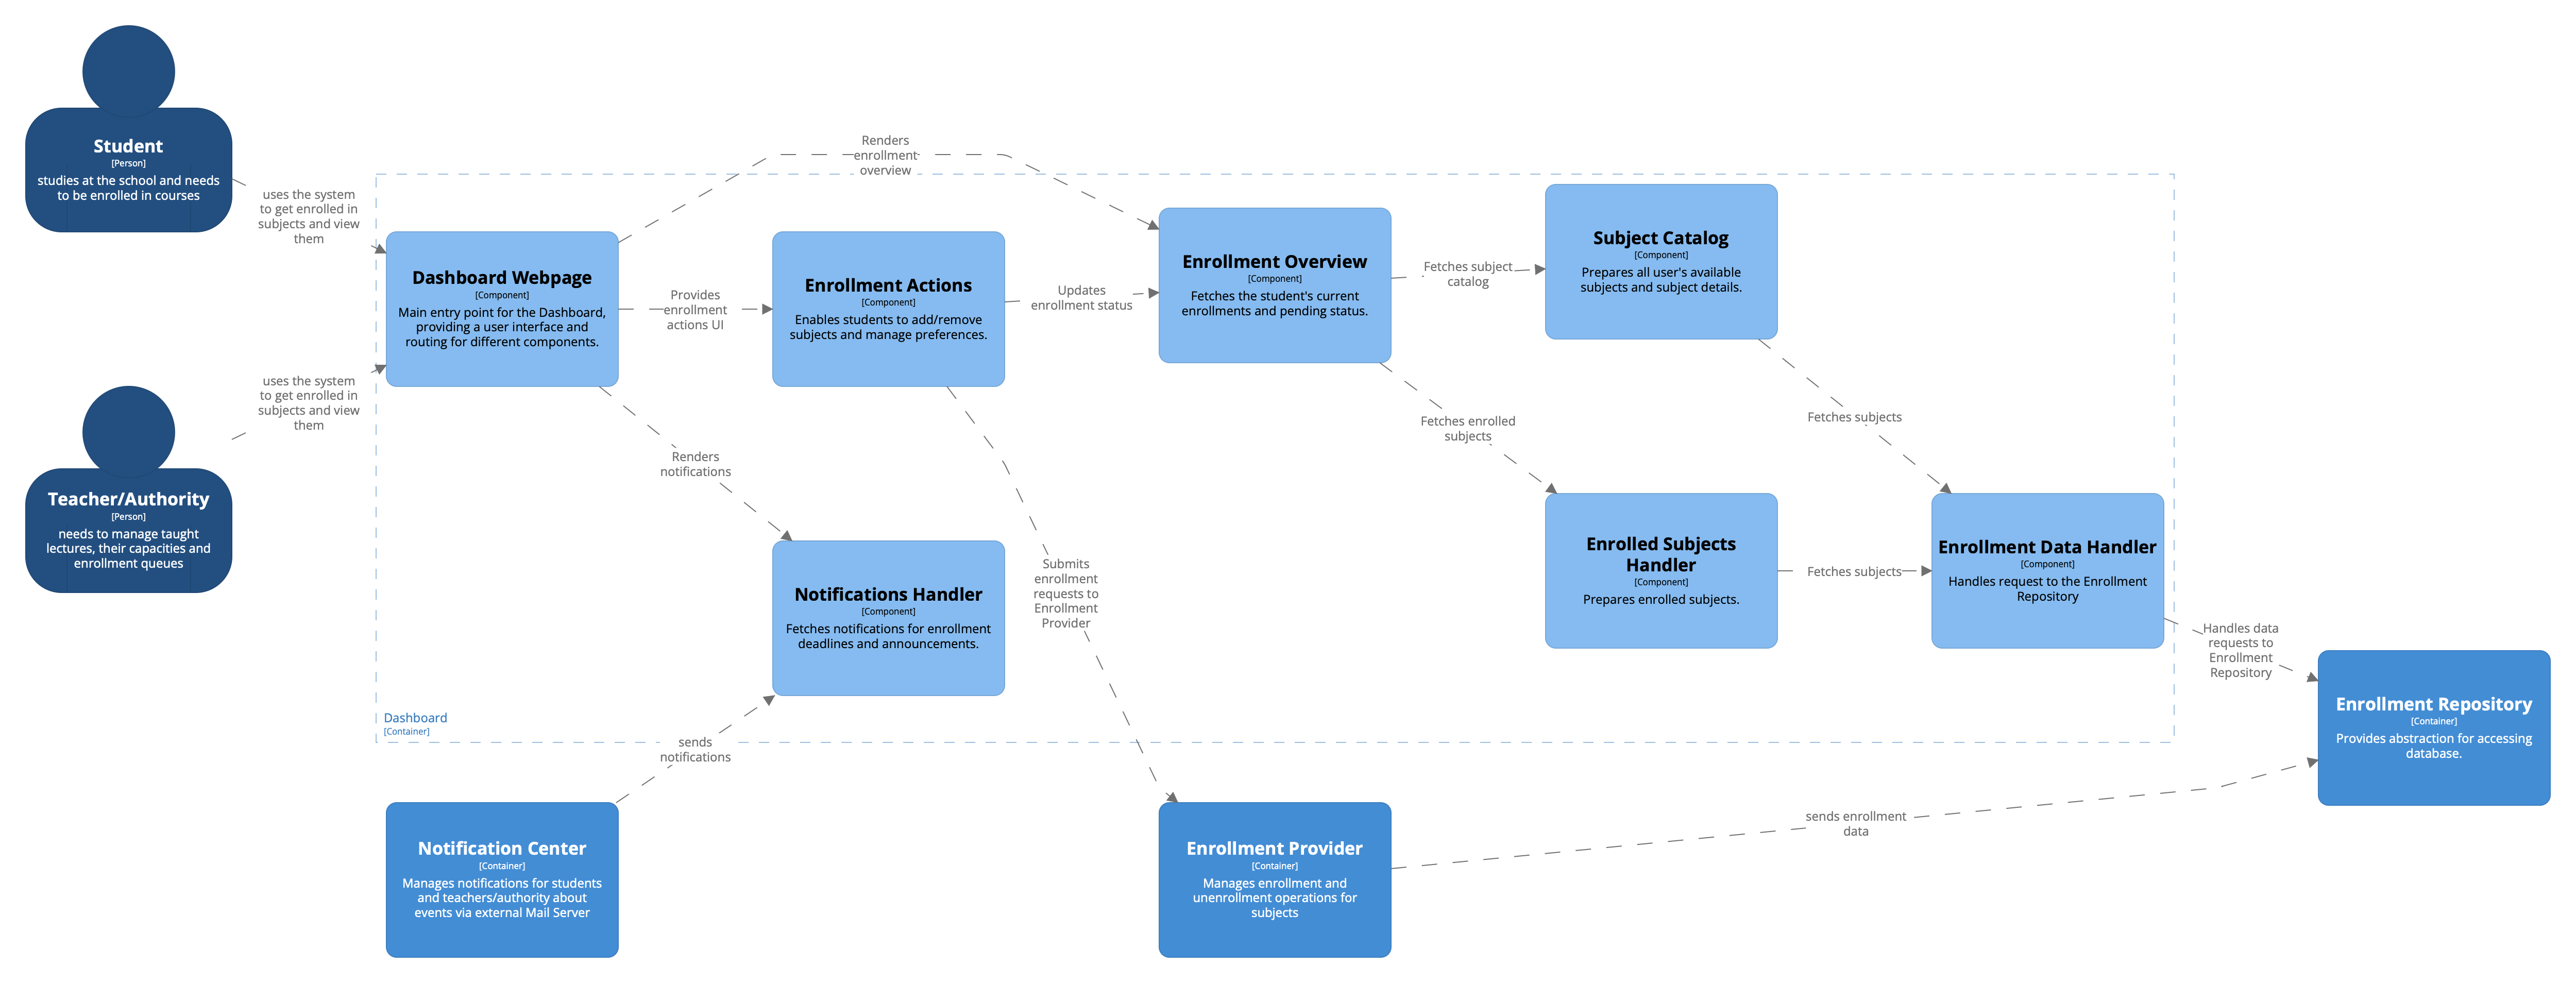 Student
[Person]
studies at the school and needs
to be enrolled in courses
uses the system
to get enrolled in
subjects and view
them
Teacher/Authority
[Person]
needs to manage taught
lectures, their capacities and
enrollment queues
uses the system
to get enrolled in
subjects and view
them
Dashboard Webpage
[Component]
Main entry point for the Dashboard,
providing a user interface and
routing for different components.
Renders
enrollment
overview
Provides
enrollment
actions UI
Renders
notifications
Enrollment Actions
[Component]
Enables students to add/remove
subjects and manage preferences.
Updates
enrollment status
Submits
enrollment
requests to
Enrollment
Provider
Notifications Handler
[Component]
Fetches notifications for enrollment
deadlines and announcements.
Enrollment Overview
[Component]
Fetches the student's current
enrollments and pending status.
Fetches subject
catalog
Fetches enrolled
subjects
Subject Catalog
[Component]
Prepares all user's available
subjects and subject details.
Fetches subjects
Enrolled Subjects
Handler
[Component]
Prepares enrolled subjects.
Fetches subjects
Enrollment Data Handler
[Component]
Handles request to the Enrollment
Repository
Handles data
requests to
Enrollment
Repository
Dashboard
[Container]
sends
notifications
Notification Center
[Container]
Manages notifications for students
and teachers/authority about
events via external Mail Server
Enrollment Provider
[Container]
Manages enrollment and
unenrollment operations for
subjects
sends enrollment
data
Enrollment Repository
[Container]
Provides abstraction for accessing
database.